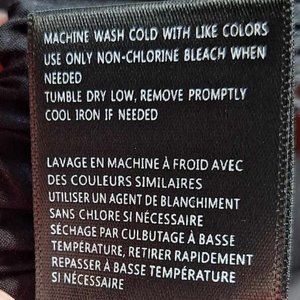 MACHINE WASH COLD WITH LIKE COLORS
USE ONLY NON-CHLORINE BLEACH WHEN
NEEDED
TUMBLE DRY LOW, REMOVE PROMPTLY
COOL IRON IF NEEDED
LAVAGE EN MACHINE À FROID AVEC
DES COULEURS SIMILAIRES
UTILISER UN AGENT DE BLANCHIMENT
SANS CHLORE SI NÉCESSAIRE
SÉCHAGE PAR CULBUTAGE À BASSE
TEMPÉRATURE, RETIRER RAPIDEMENT
REPASSER À BASSE TEMPÉRATURE
SI NÉCESSAIRE